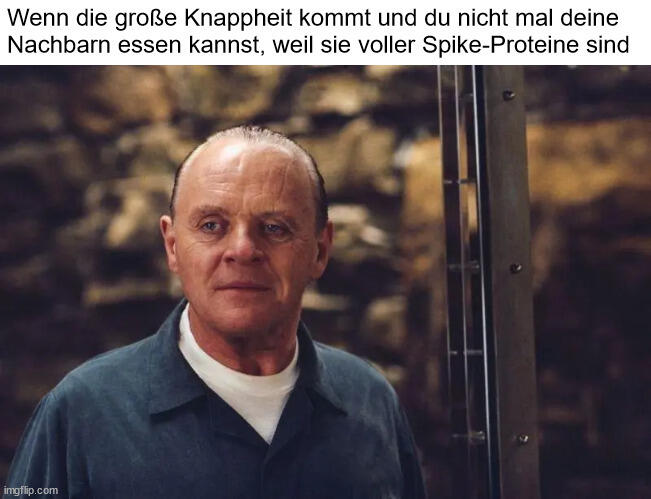 Wenn die große Knappheit kommt und du nicht mal deine
Nachbarn essen kannst, weil sie voller Spike-Proteine sind
imgflip.com